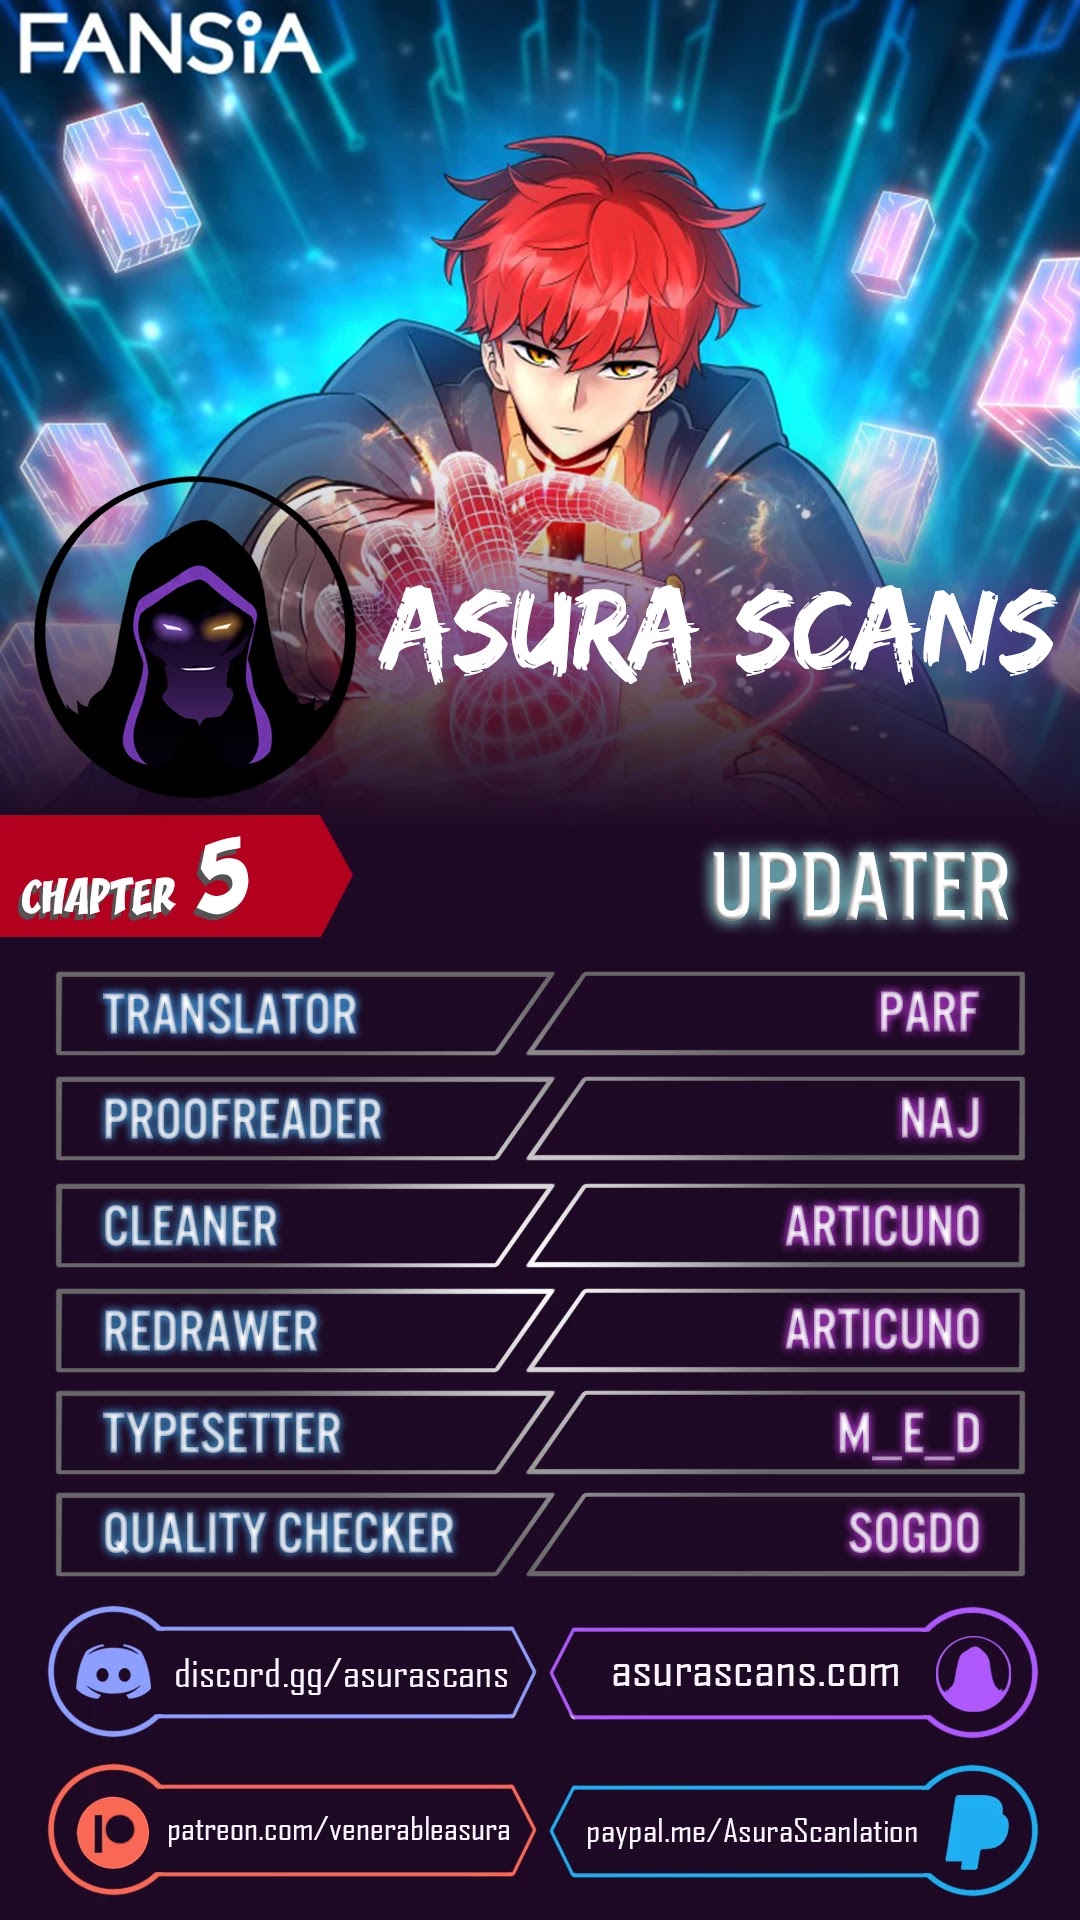 FANSiA
ASURA SCANS
CHAPTER 5
UPDATER
TRANSLATOR PARF
PROOFREADER NAJ
CLEANER ARTICUNO
REDRAWER ARTICUNO
TYPESETTER M_E_D
QUALITY CHECKER SOGDO
discord.gg/asurascans
asurascans.com
patreon.com/venerableasura
paypal.me/AsuraScanlation